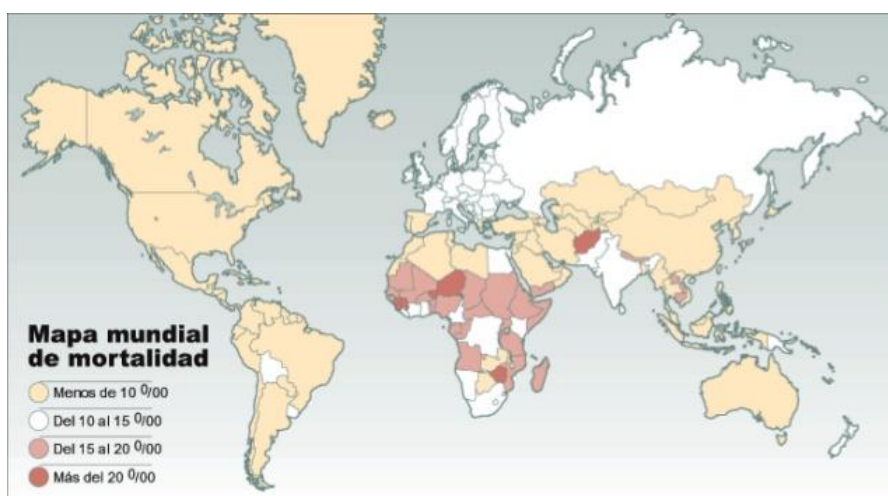 Mapa mundial
de mortalidad
Menos de 10 0/00
Del 10 al 15 0/00
Del 15 al 20 0/00
Más del 20 0/00